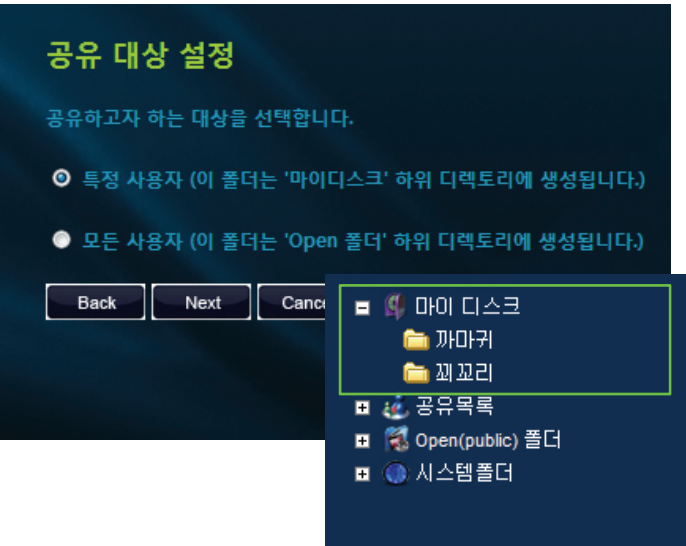 공유 대상 설정
공유하고자 하는 대상을 선택합니다.
특정 사용자 (이 폴더는 '마이디스크' 하위 디렉토리에 생성됩니다.)
모든 사용자 (이 폴더는 'Open 폴더' 하위 디렉토리에 생성됩니다.)
Back Next Cance
마이 디스크
까마귀
꾀꼬리
공유목록
Open(public) 폴더
시스템폴더